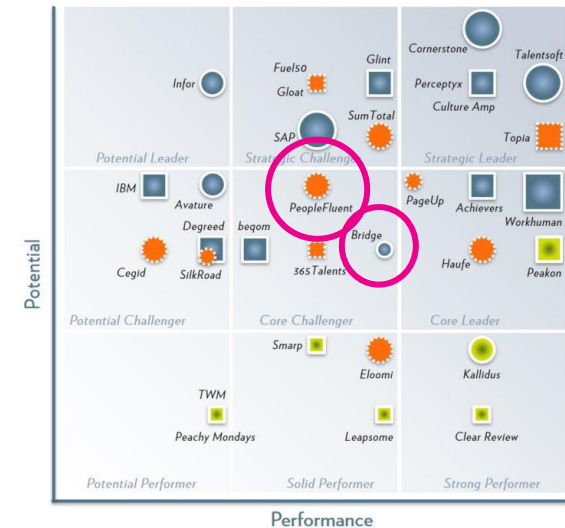 Cornerstone
Talentsoft
Glint
Fuel50
Infor
Gloat
Perceptyx
Culture Amp
SumTotal
SAP
Topia
Potential Leader
Strategic Challenger
Strategic Leader
IBM
Avature
PeopleFluent
PageUp
Achievers
Workhuman
Degreed
beqom
Bridge
Cegid
SilkRoad
365Talents
Haufe
Peakon
Potential Challenger
Core Challenger
Core Leader
Smarp
Eloomi
Kallidus
TWM
Peachy Mondays
Leapsome
Clear Review
Potential Performer
Solid Performer
Strong Performer
Potential
Performance